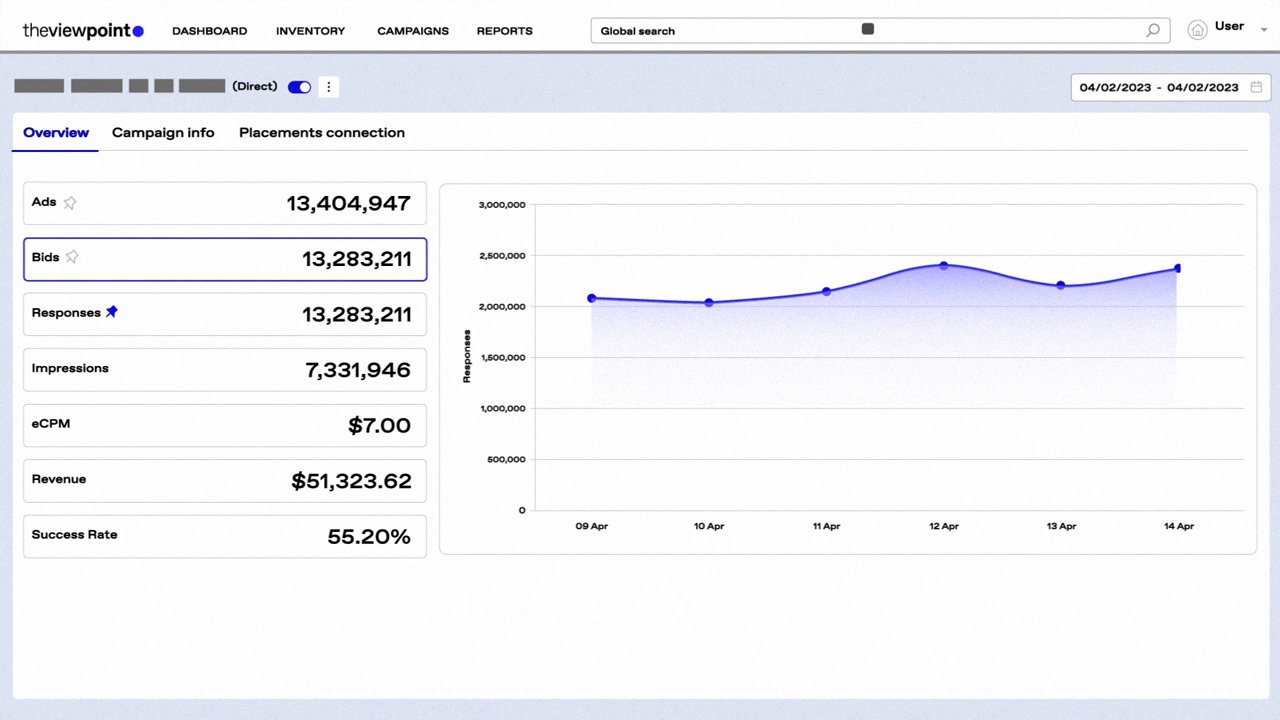 theviewpoint
DASHBOARD INVENTORY CAMPAIGNS REPORTS
Global search
User
(Direct)
04/02/2023 - 04/02/2023
Overview Campaign info Placements connection
Ads 13,404,947
Bids 13,283,211
Responses 13,283,211
Impressions 7,331,946
eCPM $7.00
Revenue $51,323.62
Success Rate 55.20%
Responses
3,000,000
2,500,000
2,000,000
1,500,000
1,000,000
500,000
0
09 Apr 10 Apr 11 Apr 12 Apr 13 Apr 14 Apr